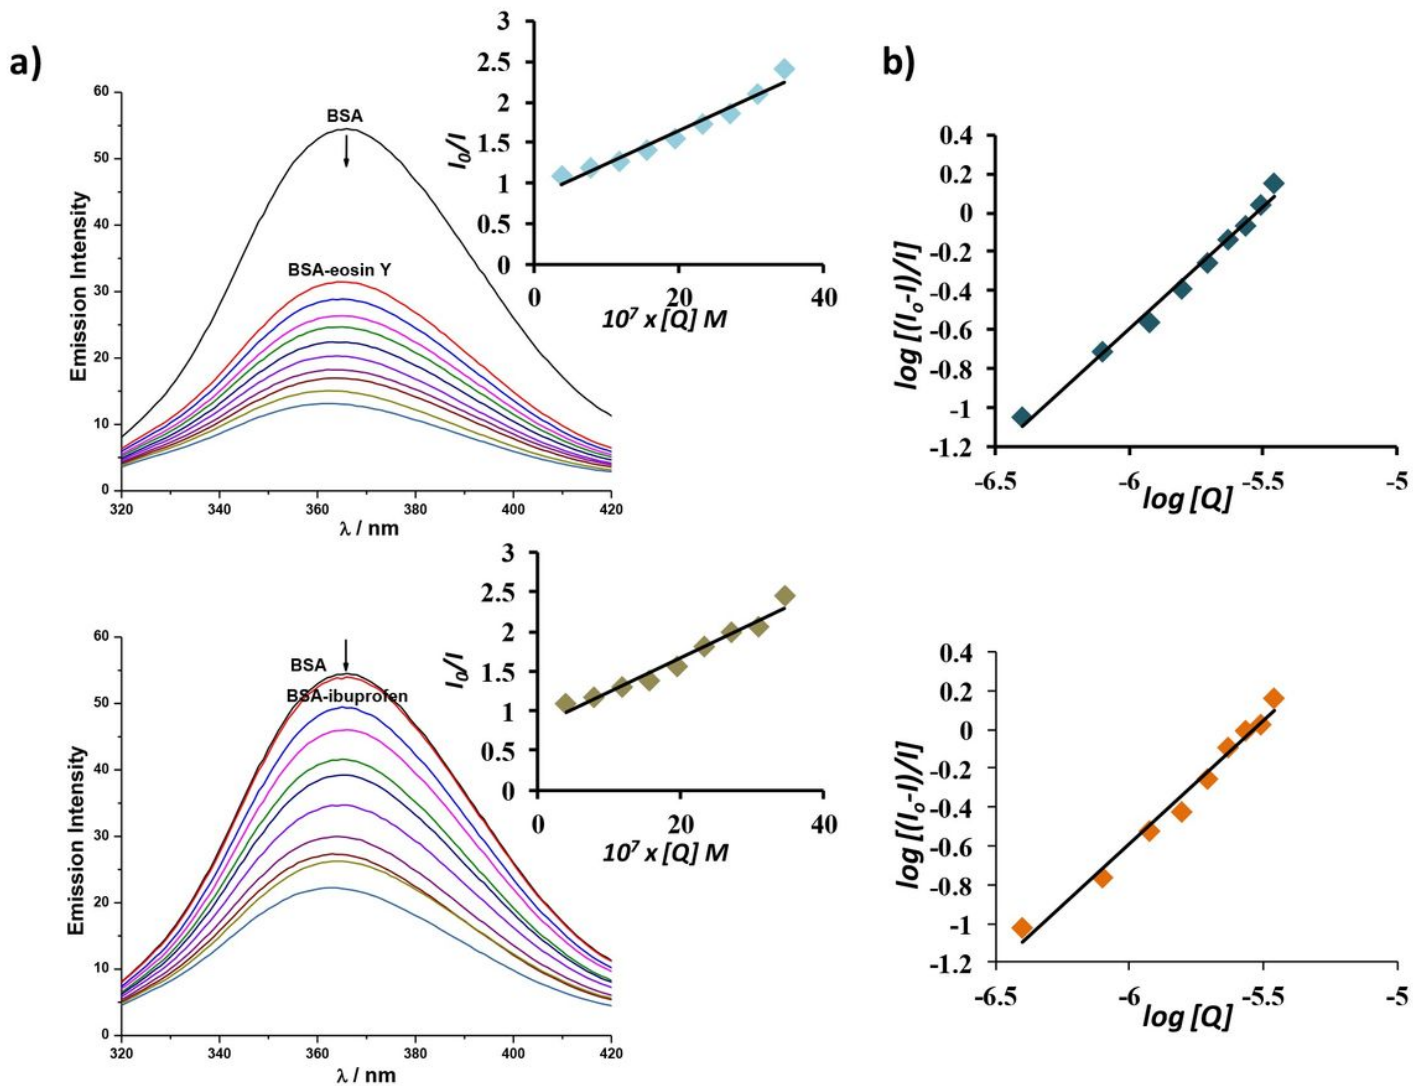 a)
60
50
40
30
20
10
0
Emission Intensity
BSA
BSA-eosin Y
320 340 360 380 400 420
λ / nm
3
2.5
2
1.5
1
0.5
0
I0/I
0 20 40
10^7 x [Q] M
b)
0.4
0.2
0
-0.2
-0.4
-0.6
-0.8
-1
-1.2
log [(Io-I)/I]
-6.5 -6 -5.5 -5
log [Q]
60
50
40
30
20
10
0
Emission Intensity
BSA
BSA-ibuprofen
320 340 360 380 400 420
λ / nm
3
2.5
2
1.5
1
0.5
0
I0/I
0 20 40
10^7 x [Q] M
0.4
0.2
0
-0.2
-0.4
-0.6
-0.8
-1
-1.2
log [(Io-I)/I]
-6.5 -6 -5.5 -5
log [Q]